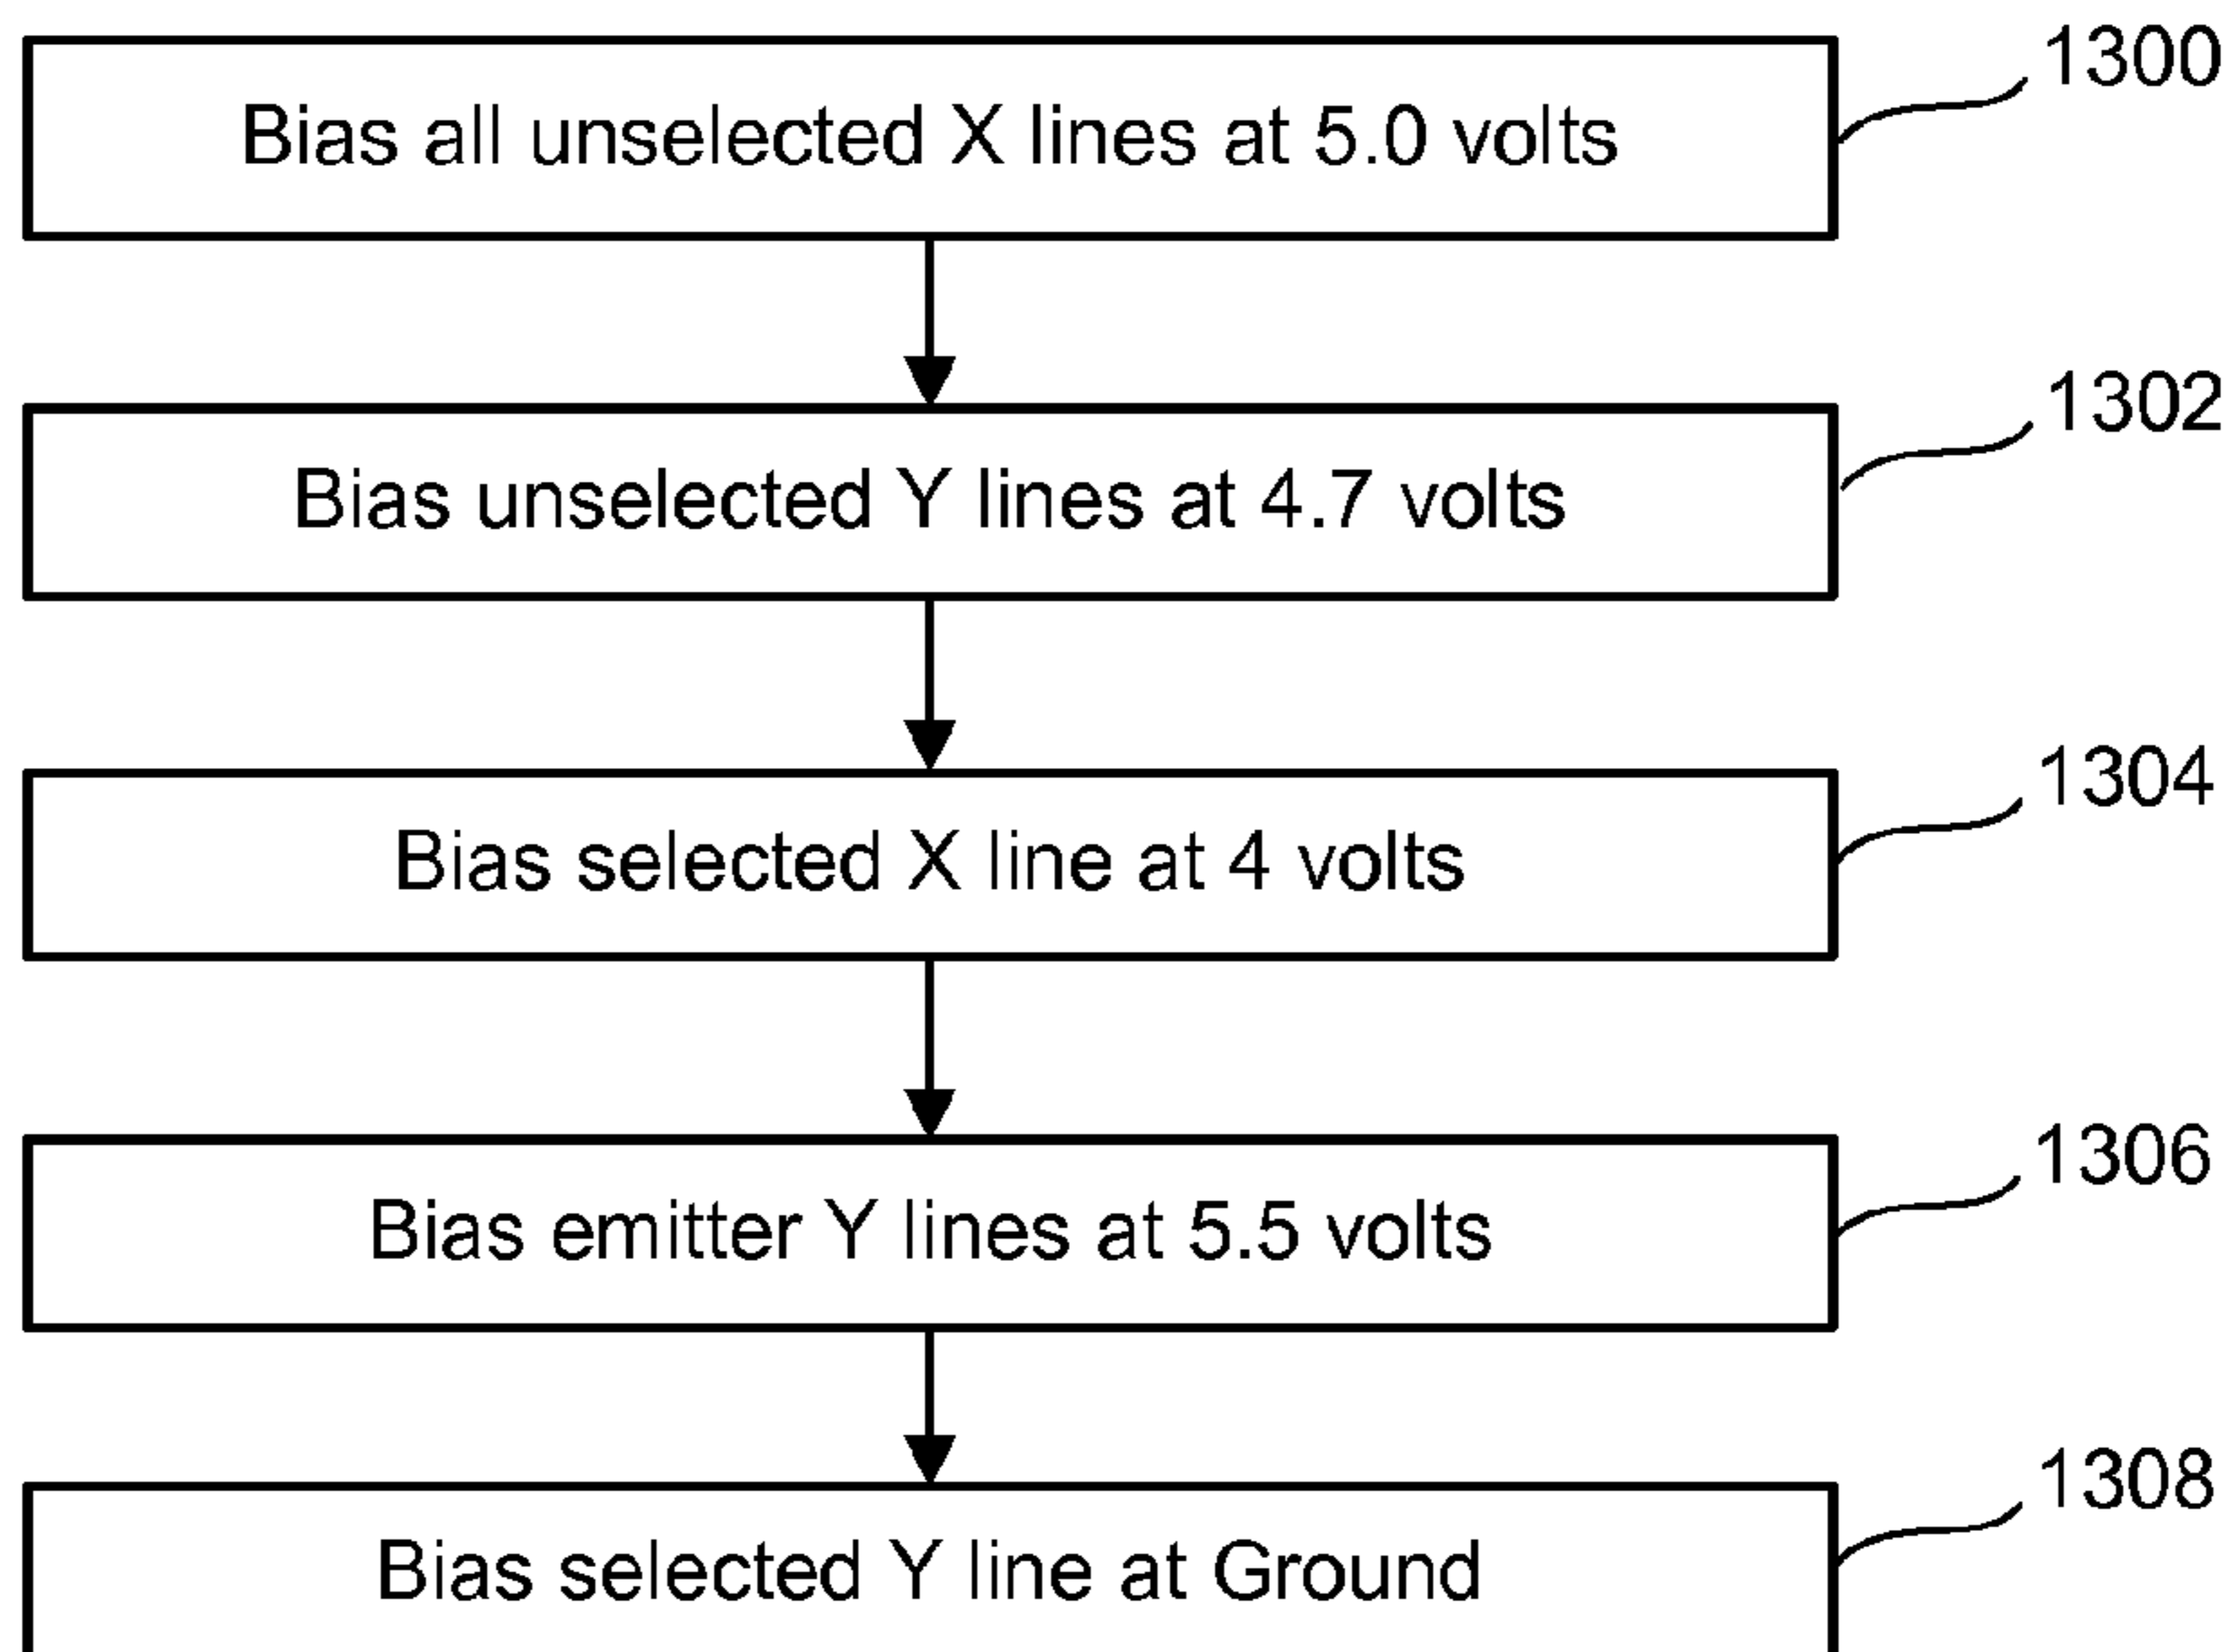 1300
Bias all unselected X lines at 5.0 volts
1302
Bias unselected Y lines at 4.7 volts
1304
Bias selected X line at 4 volts
1306
Bias emitter Y lines at 5.5 volts
1308
Bias selected Y line at Ground